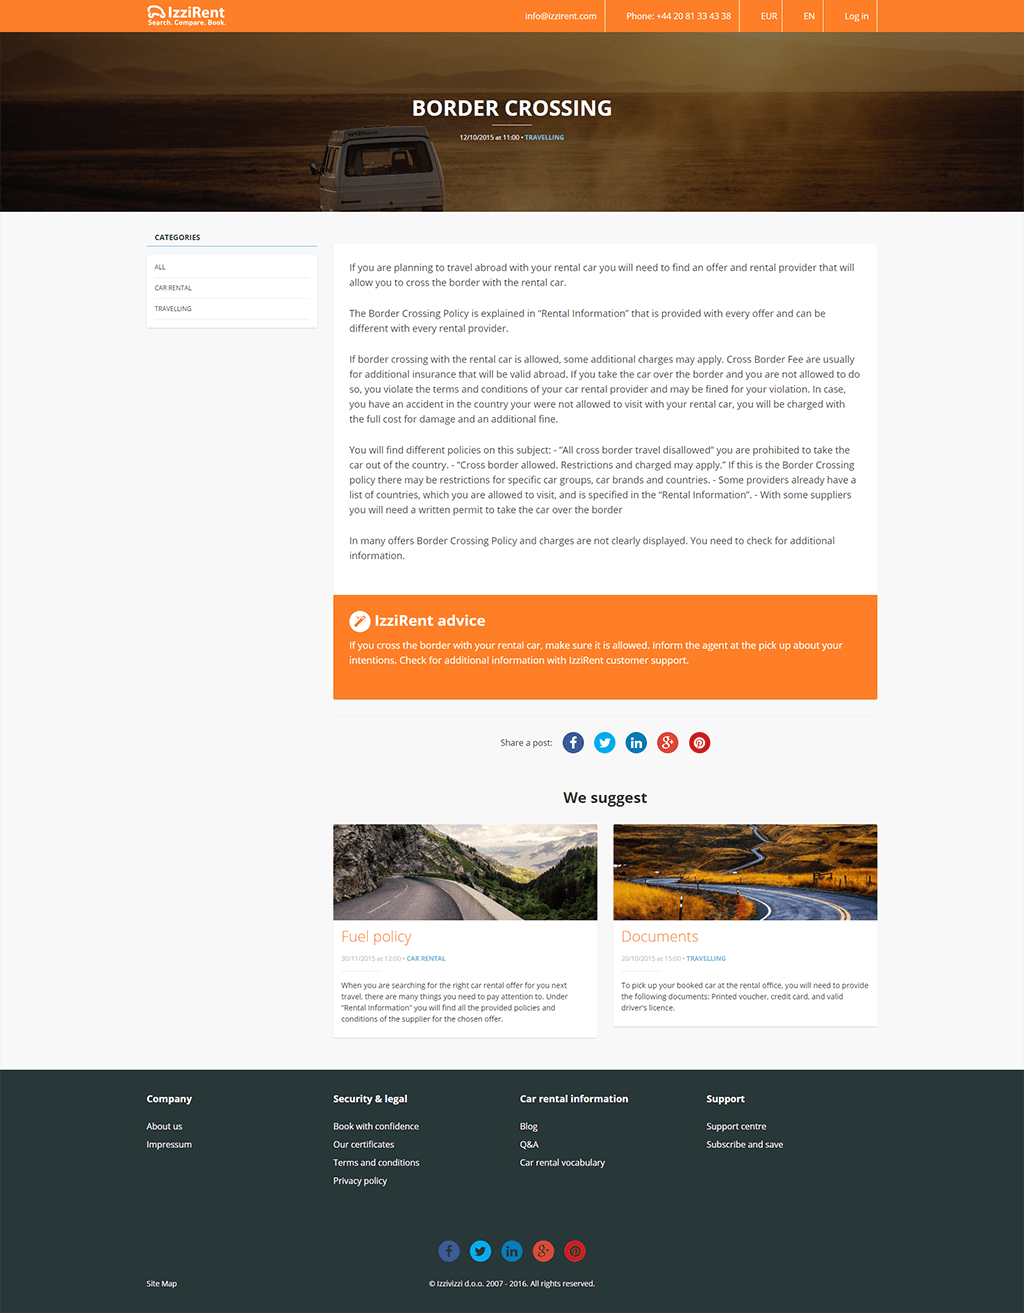 IzziRent
Search. Compare. Book.
info@izzirent.com
Phone: +44 20 81 33 43 38
EUR
EN
Log in
BORDER CROSSING
12/10/2015 at 11:00 • TRAVELLING
CATEGORIES
ALL
CAR RENTAL
TRAVELLING
If you are planning to travel abroad with your rental car you will need to find an offer and rental provider that will
allow you to cross the border with the rental car.
The Border Crossing Policy is explained in “Rental Information” that is provided with every offer and can be
different with every rental provider.
If border crossing with the rental car is allowed, some additional charges may apply. Cross Border Fee are usually
for additional insurance that will be valid abroad. If you take the car over the border and you are not allowed to do
so, you violate the terms and conditions of your car rental provider and may be fined for your violation. In case,
you have an accident in the country your were not allowed to visit with your rental car, you will be charged with
the full cost for damage and an additional fine.
You will find different policies on this subject: - “All cross border travel disallowed” you are prohibited to take the
car out of the country. - “Cross border allowed. Restrictions and charged may apply.” If this is the Border Crossing
policy there may be restrictions for specific car groups, car brands and countries. - Some providers already have a
list of countries, which you are allowed to visit, and is specified in the “Rental Information”. - With some suppliers
you will need a written permit to take the car over the border
In many offers Border Crossing Policy and charges are not clearly displayed. You need to check for additional
information.
IzziRent advice
If you cross the border with your rental car, make sure it is allowed. Inform the agent at the pick up about your
intentions. Check for additional information with IzziRent customer support.
Share a post:
We suggest
Fuel policy
30/11/2015 at 12:00 • CAR RENTAL
When you are searching for the right car rental offer for you next
travel, there are many things you need to pay attention to. Under
“Rental Information” you will find all the provided policies and
conditions of the supplier for the chosen offer.
Documents
20/10/2015 at 15:00 • TRAVELLING
To pick up your booked car at the rental office, you will need to provide
the following documents: Printed voucher, credit card, and valid
driver's licence.
Company
About us
Impressum
Security & legal
Book with confidence
Our certificates
Terms and conditions
Privacy policy
Car rental information
Blog
Q&A
Car rental vocabulary
Support
Support centre
Subscribe and save
Site Map
© Izzivizzi d.o.o. 2007 - 2016. All rights reserved.